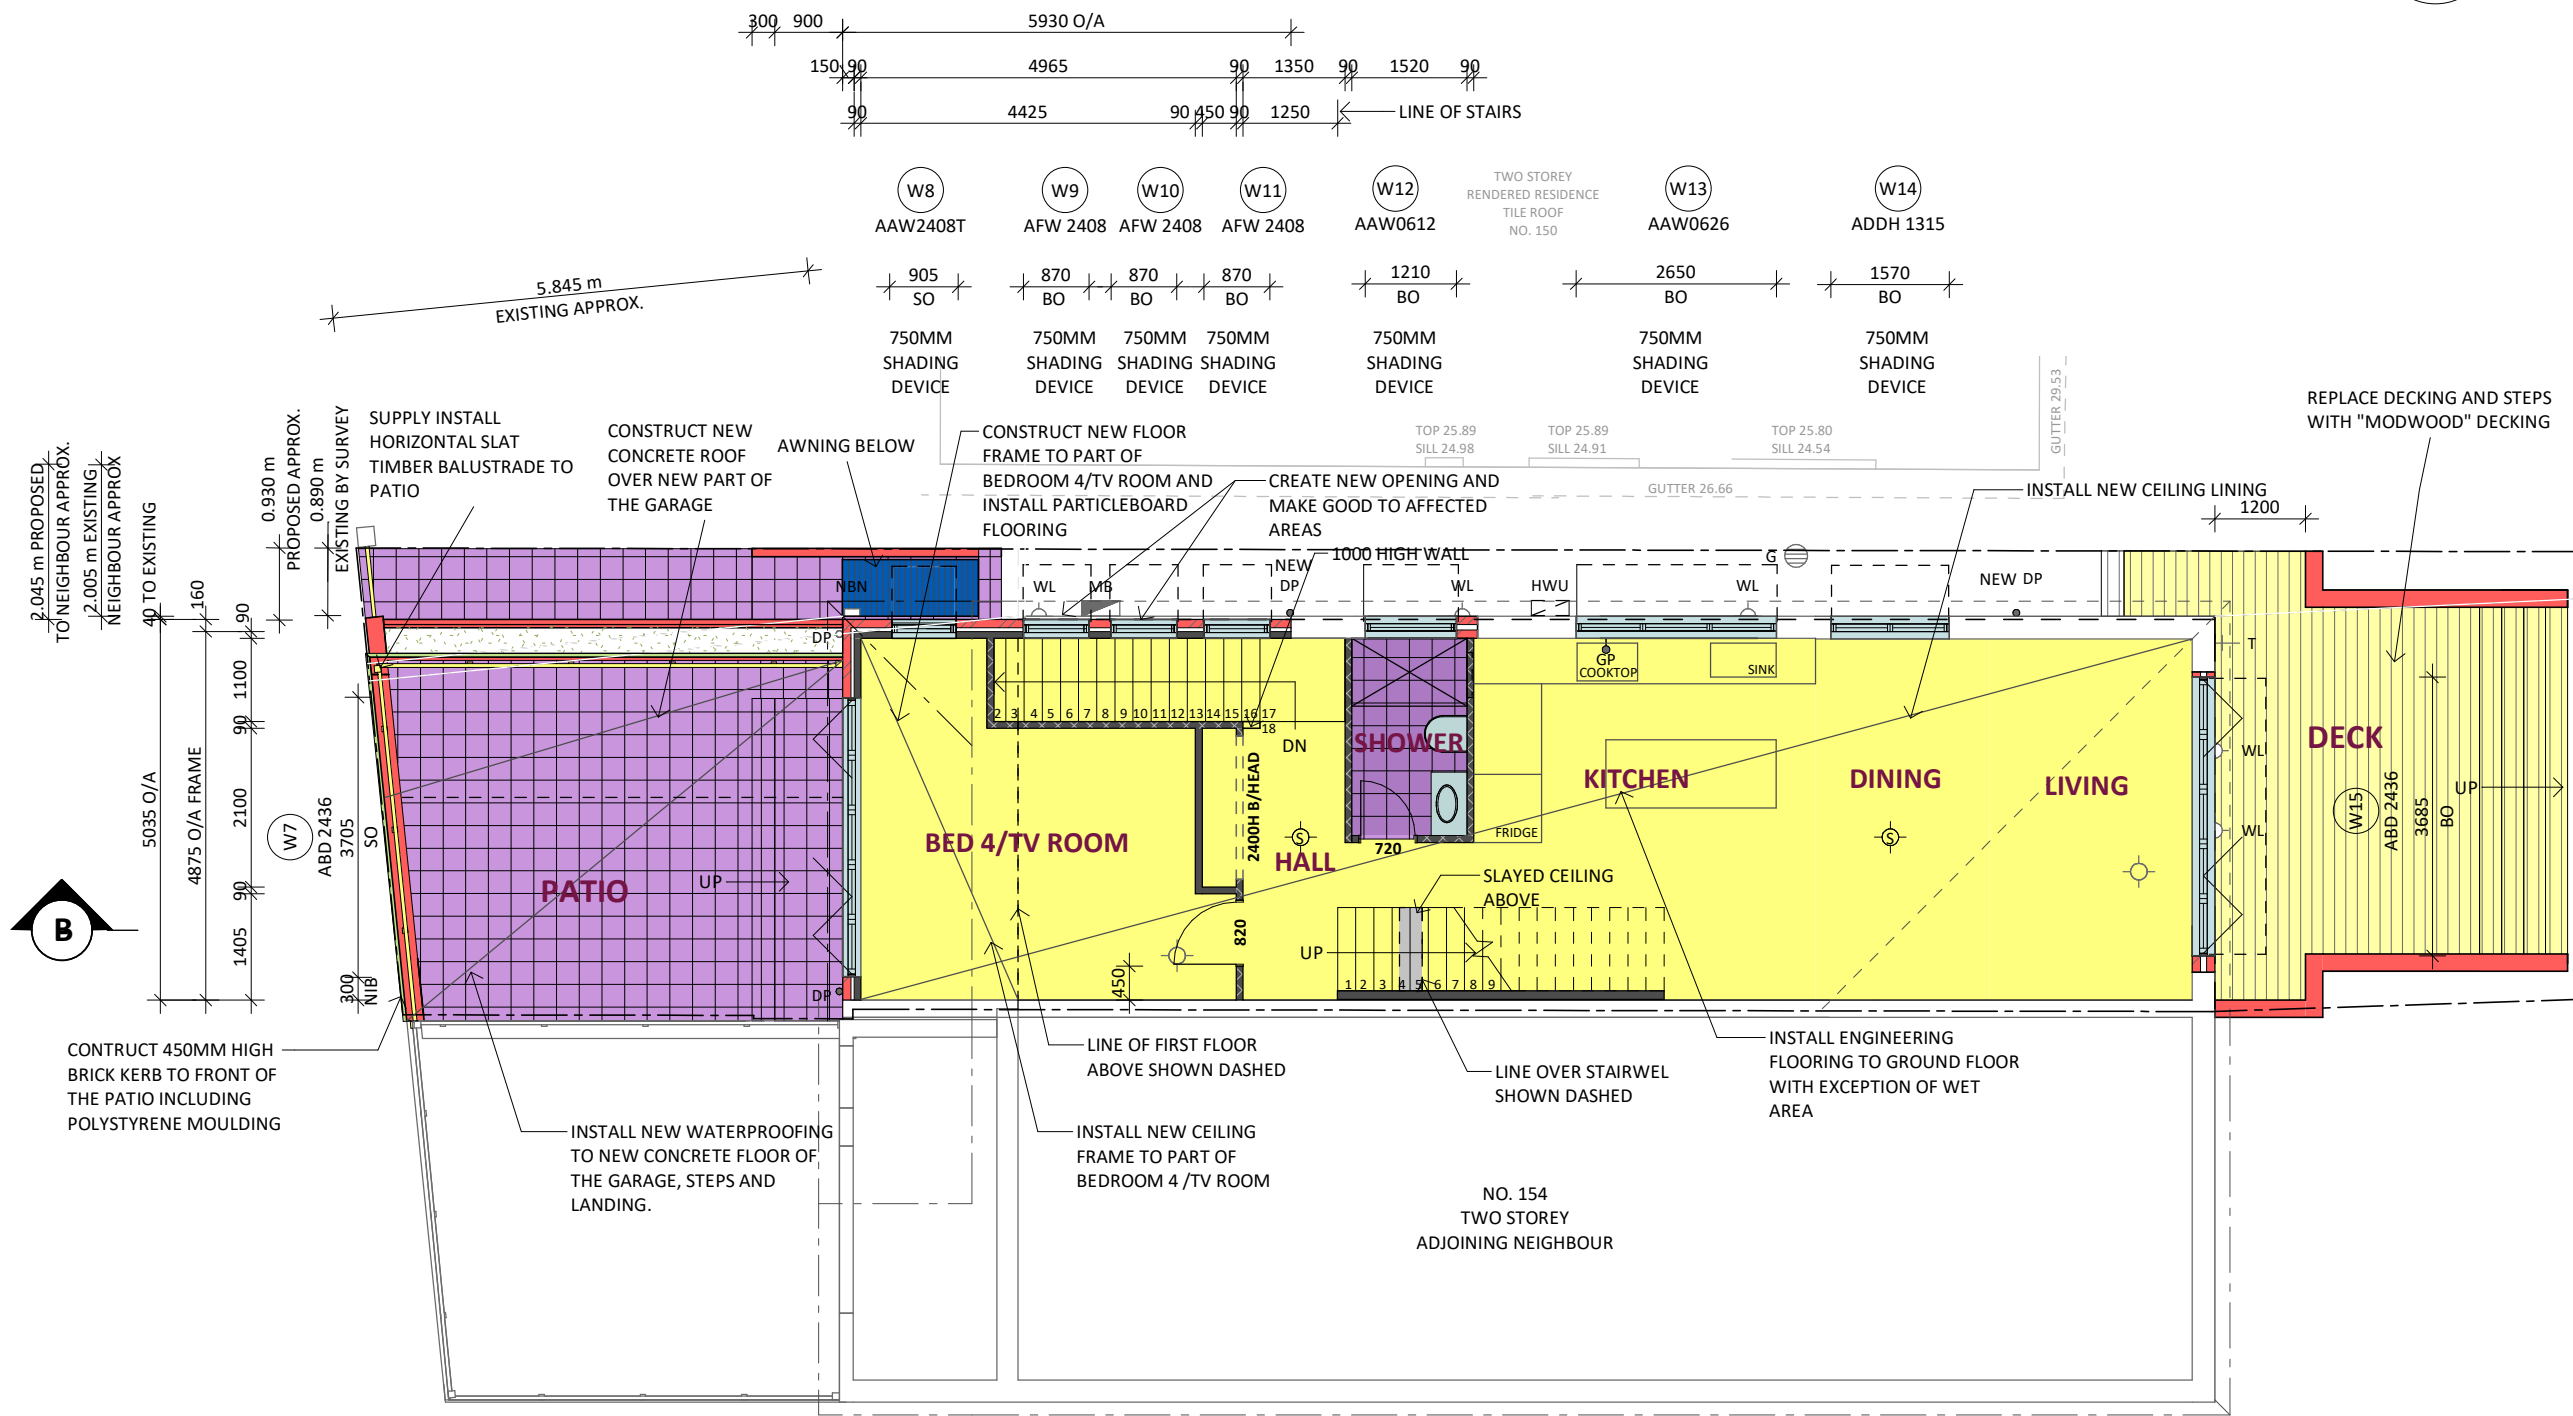 300 900 5930 O/A
150 90 4965 90 1350 90 1520 90
90 4425 90 450 90 1250 LINE OF STAIRS
W8
AAW2408T
W9
AFW 2408
W10
AFW 2408
W11
AFW 2408
W12
AAW0612
TWO STOREY
RENDERED RESIDENCE
TILE ROOF
NO. 150
W13
AAW0626
W14
ADDH 1315
5.845 m
EXISTING APPROX.
905
SO
870
BO
870
BO
870
BO
1210
BO
2650
BO
1570
BO
750MM
SHADING
DEVICE
750MM
SHADING
DEVICE
750MM
SHADING
DEVICE
750MM
SHADING
DEVICE
750MM
SHADING
DEVICE
750MM
SHADING
DEVICE
750MM
SHADING
DEVICE
GUTTER 29.53
2.045 m PROPOSED
TO NEIGHBOUR APPROX.
2.005 m EXISTING
NEIGHBOUR APPROX
40 TO EXISTING
0.930 m
PROPOSED APPROX.
0.890 m
EXISTING BY SURVEY
SUPPLY INSTALL
HORIZONTAL SLAT
TIMBER BALUSTRADE TO
PATIO
CONSTRUCT NEW
CONCRETE ROOF
OVER NEW PART OF
THE GARAGE
AWNING BELOW
CONSTRUCT NEW FLOOR
FRAME TO PART OF
BEDROOM 4/TV ROOM AND
INSTALL PARTICLEBOARD
FLOORING
CREATE NEW OPENING AND
MAKE GOOD TO AFFECTED
AREAS
1000 HIGH WALL
TOP 25.89
SILL 24.98
TOP 25.89
SILL 24.91
TOP 25.80
SILL 24.54
GUTTER 26.66
INSTALL NEW CEILING LINING
REPLACE DECKING AND STEPS
WITH "MODWOOD" DECKING
1200
NBN
WL
MB
NEW
DP
WL
HWU
WL
G
NEW DP
DP
GP
COOKTOP
SINK
T
160
90
1100
90
2100
90
1405
5035 O/A
4875 O/A FRAME
W7
ABD 2436
3705
SO
300
NIB
2 3 4 5 6 7 8 9 10 11 12 13 14 15 16 17
18
DN
SHOWER
KITCHEN
DINING
LIVING
DECK
WL
WL
UP
W15
ABD 2436
3685
BO
BED 4/TV ROOM
2400H B/HEAD
S
HALL
720
FRIDGE
S
PATIO
UP
B
SLAYED CEILING
ABOVE
820
450
UP
1 2 3 4 5 6 7 8 9
DP
CONTRUCT 450MM HIGH
BRICK KERB TO FRONT OF
THE PATIO INCLUDING
POLYSTYRENE MOULDING
INSTALL NEW WATERPROOFING
TO NEW CONCRETE FLOOR OF
THE GARAGE, STEPS AND
LANDING.
LINE OF FIRST FLOOR
ABOVE SHOWN DASHED
INSTALL NEW CEILING
FRAME TO PART OF
BEDROOM 4 /TV ROOM
LINE OVER STAIRWEL
SHOWN DASHED
INSTALL ENGINEERING
FLOORING TO GROUND FLOOR
WITH EXCEPTION OF WET
AREA
NO. 154
TWO STOREY
ADJOINING NEIGHBOUR